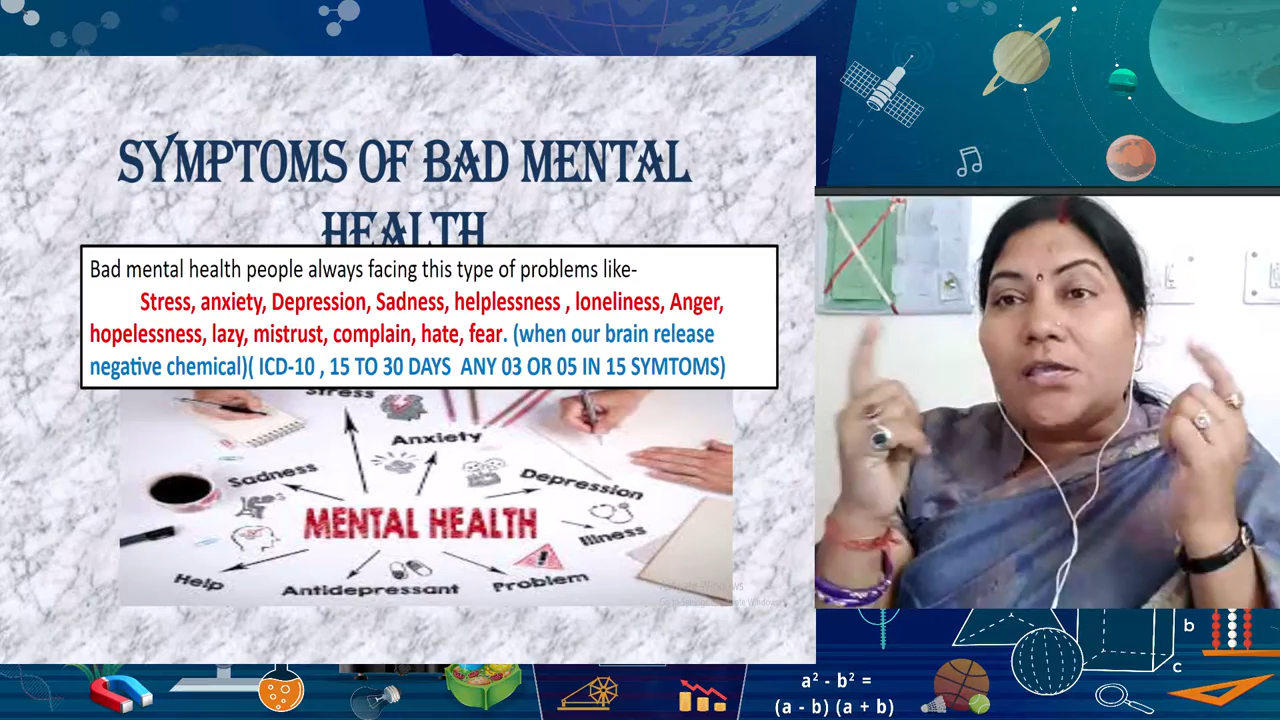 SYMPTOMS OF BAD MENTAL
HEALTH
Bad mental health people always facing this type of problems like-
Stress, anxiety, Depression, Sadness, helplessness , loneliness, Anger,
hopelessness, lazy, mistrust, complain, hate, fear. (when our brain release
negative chemical)( ICD-10 , 15 TO 30 DAYS ANY 03 OR 05 IN 15 SYMTOMS)
Stress
Anxiety
Sadness
Depression
MENTAL HEALTH
Illness
Help
Antidepressant
Problem
b
c
a² - b² =
(a - b) (a + b)